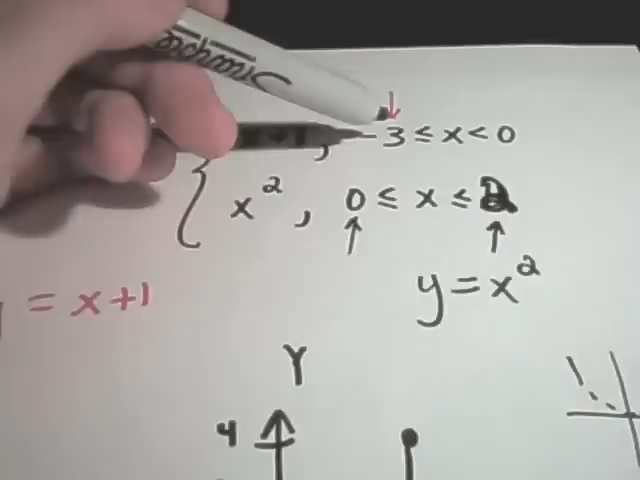 Sharpie
, -3 ≤ x < 0
{ x², 0 ≤ x ≤ 2
y = x²
= x+1
Y
4